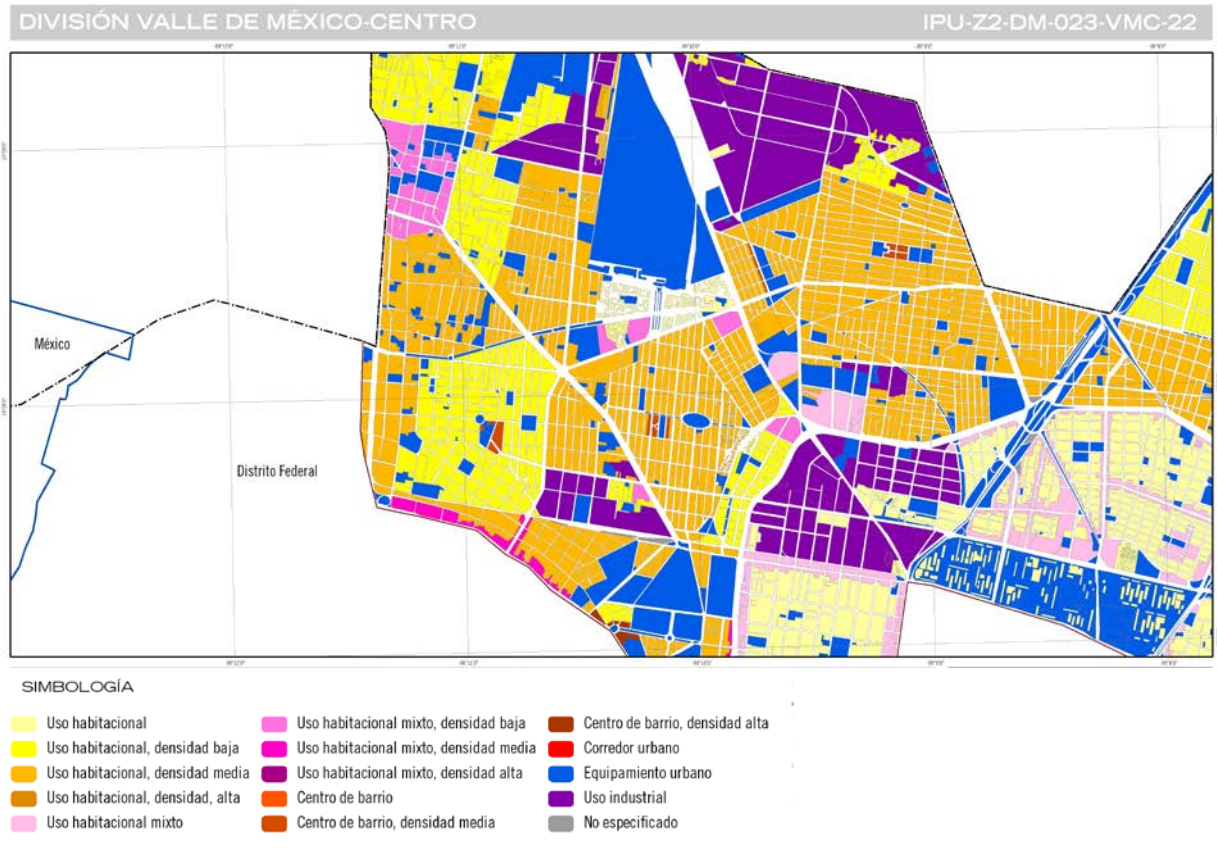 DIVISIÓN VALLE DE MÉXICO-CENTRO
IPU-Z2-DM-023-VMC-22
México
Distrito Federal
SIMBOLOGÍA
Uso habitacional
Uso habitacional, densidad baja
Uso habitacional, densidad media
Uso habitacional, densidad, alta
Uso habitacional mixto
Uso habitacional mixto, densidad baja
Uso habitacional mixto, densidad media
Uso habitacional mixto, densidad alta
Centro de barrio
Centro de barrio, densidad media
Centro de barrio, densidad alta
Corredor urbano
Equipamiento urbano
Uso industrial
No especificado